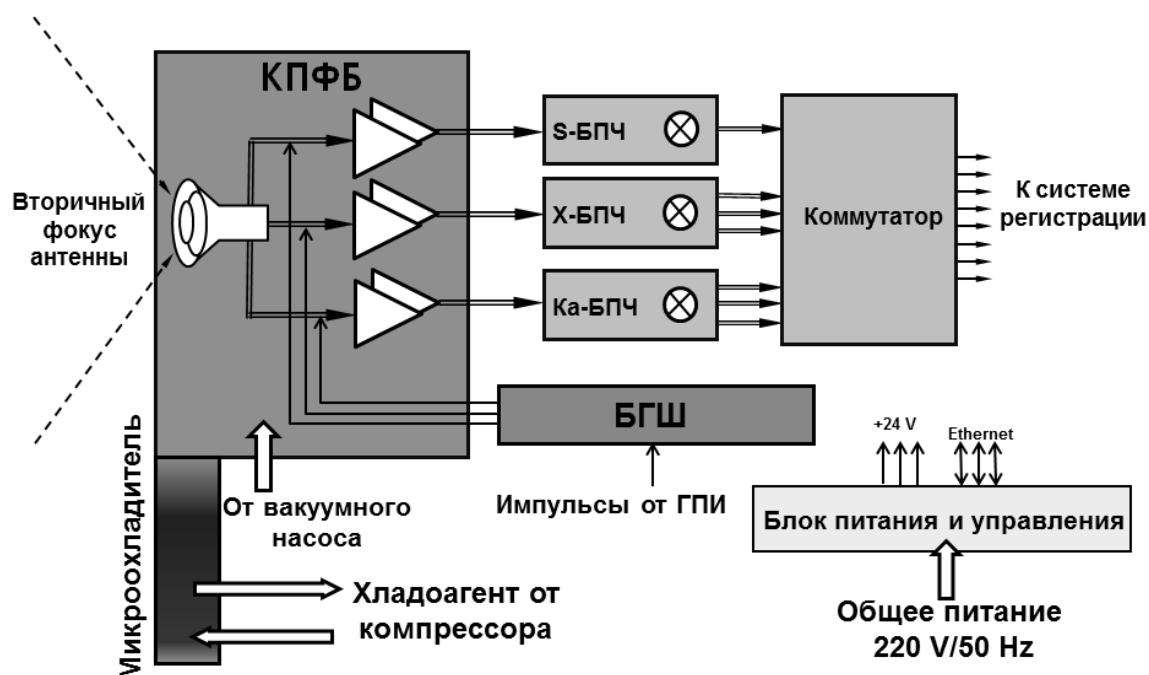 КПФБ
Вторичный
фокус
антенны
S-БПЧ
X-БПЧ
Ka-БПЧ
Коммутатор
К системе
регистрации
БГШ
Микроохладитель
От вакуумного
насоса
Импульсы от ГПИ
+24 V
Ethernet
Блок питания и управления
Хладоагент от
компрессора
Общее питание
220 V/50 Hz